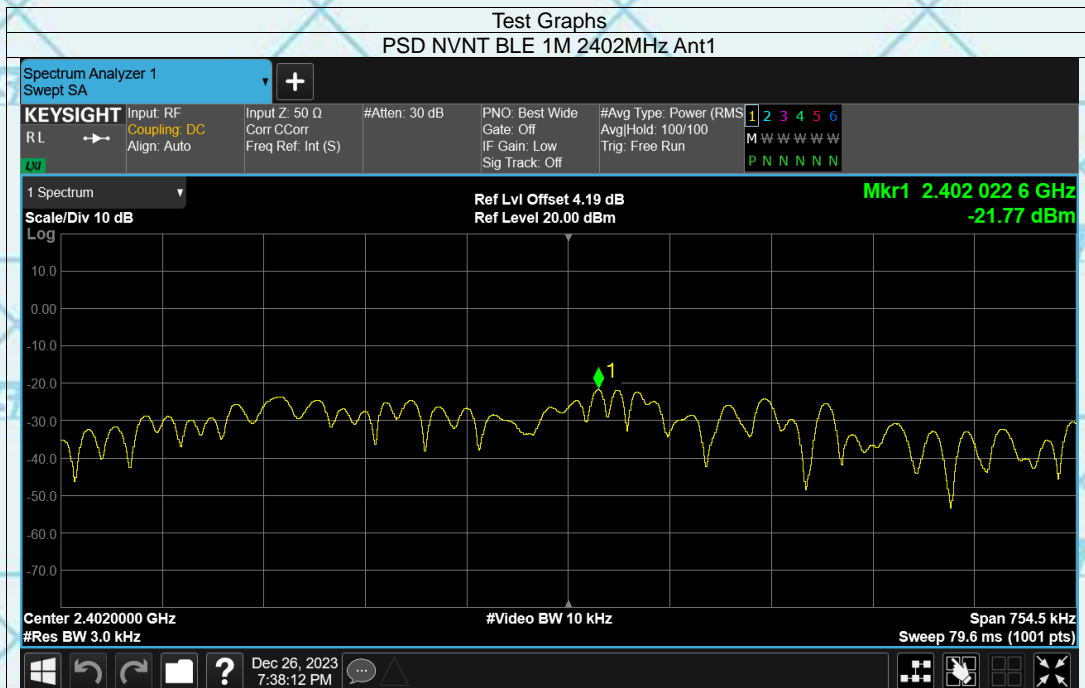 Test Graphs
PSD NVNT BLE 1M 2402MHz Ant1
Spectrum Analyzer 1
Swept SA
KEYSIGHT Input: RF Input Z: 50 Ω #Atten: 30 dB PNO: Best Wide #Avg Type: Power (RMS 1 2 3 4 5 6
RL Coupling: DC Corr CCorr Gate: Off Avg|Hold: 100/100 M W W W W W
Align: Auto Freq Ref: Int (S) IF Gain: Low Trig: Free Run
LXI Sig Track: Off P N N N N N
1 Spectrum Ref Lvl Offset 4.19 dB Mkr1 2.402 022 6 GHz
Scale/Div 10 dB Ref Level 20.00 dBm -21.77 dBm
Log
10.0
0.00
-10.0
1
-20.0
-30.0
-40.0
-50.0
-60.0
-70.0
Center 2.4020000 GHz #Video BW 10 kHz Span 754.5 kHz
#Res BW 3.0 kHz Sweep 79.6 ms (1001 pts)
? Dec 26, 2023
7:38:12 PM